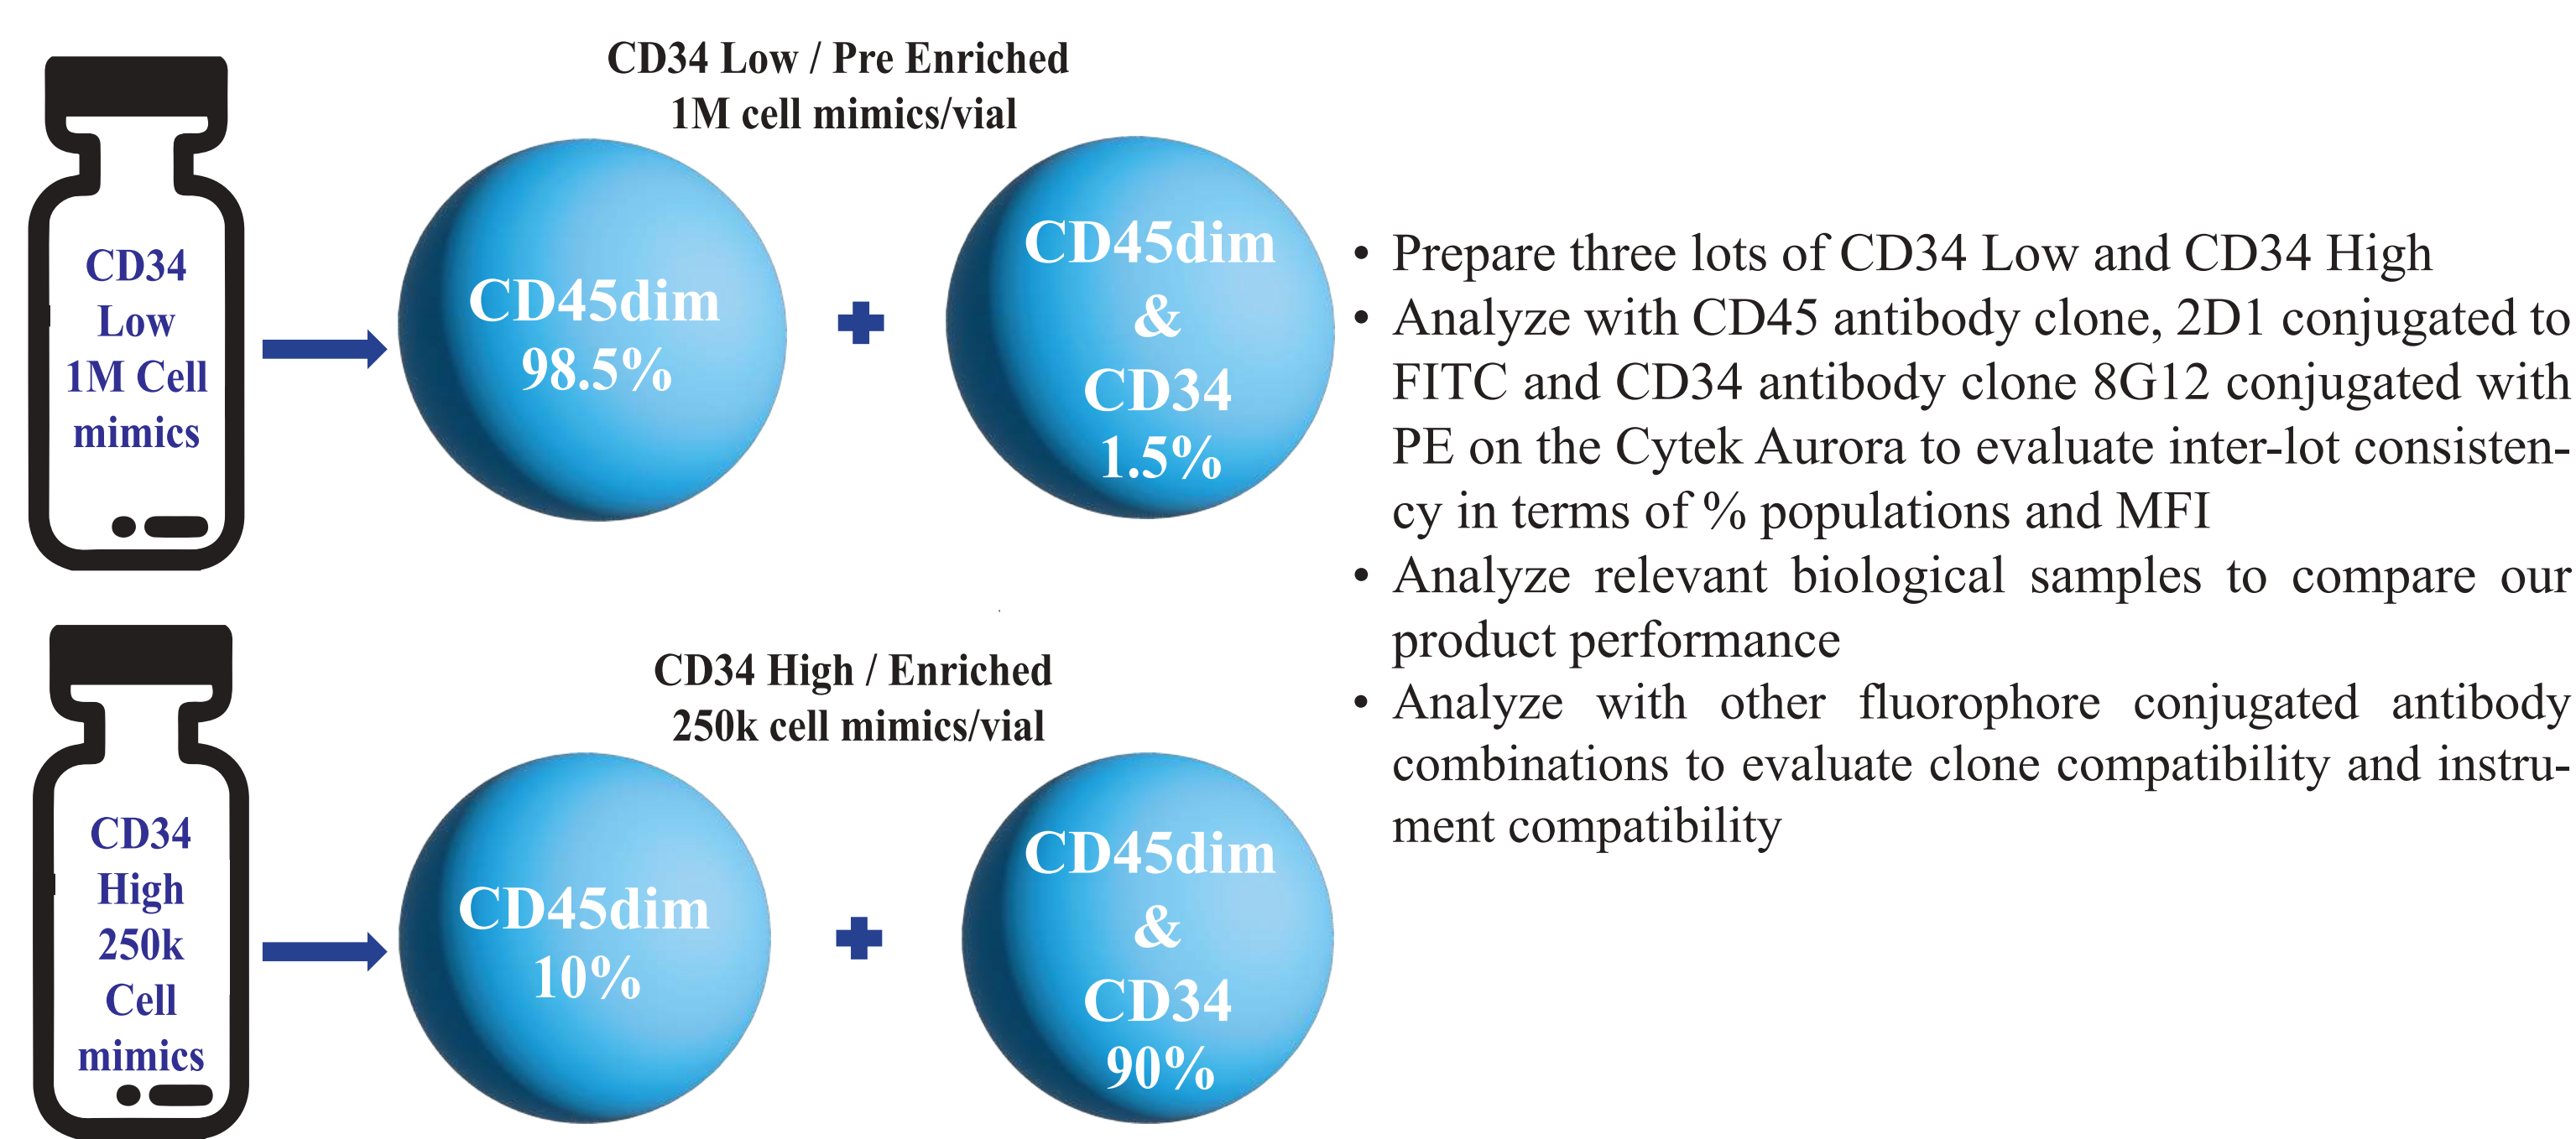 CD34 Low / Pre Enriched
1M cell mimics/vial
CD34
Low
1M Cell
mimics
CD45dim
98.5%
CD45dim
&
CD34
1.5%
CD34 High / Enriched
250k cell mimics/vial
CD34
High
250k
Cell
mimics
CD45dim
10%
CD45dim
&
CD34
90%
• Prepare three lots of CD34 Low and CD34 High
• Analyze with CD45 antibody clone, 2D1 conjugated to
FITC and CD34 antibody clone 8G12 conjugated with
PE on the Cytek Aurora to evaluate inter-lot consisten-
cy in terms of % populations and MFI
• Analyze relevant biological samples to compare our
product performance
• Analyze with other fluorophore conjugated antibody
combinations to evaluate clone compatibility and instru-
ment compatibility